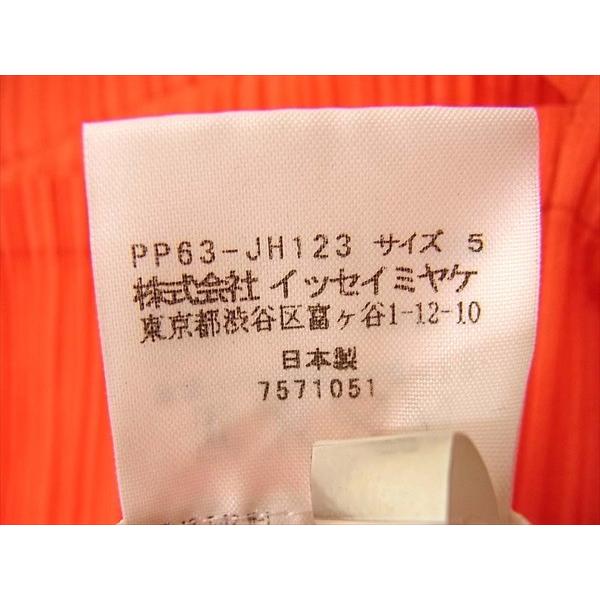 PP63-JH123 サイズ 5
株式会社 イッセイミヤケ
東京都渋谷区富ヶ谷1-12-10
日本製
7571051